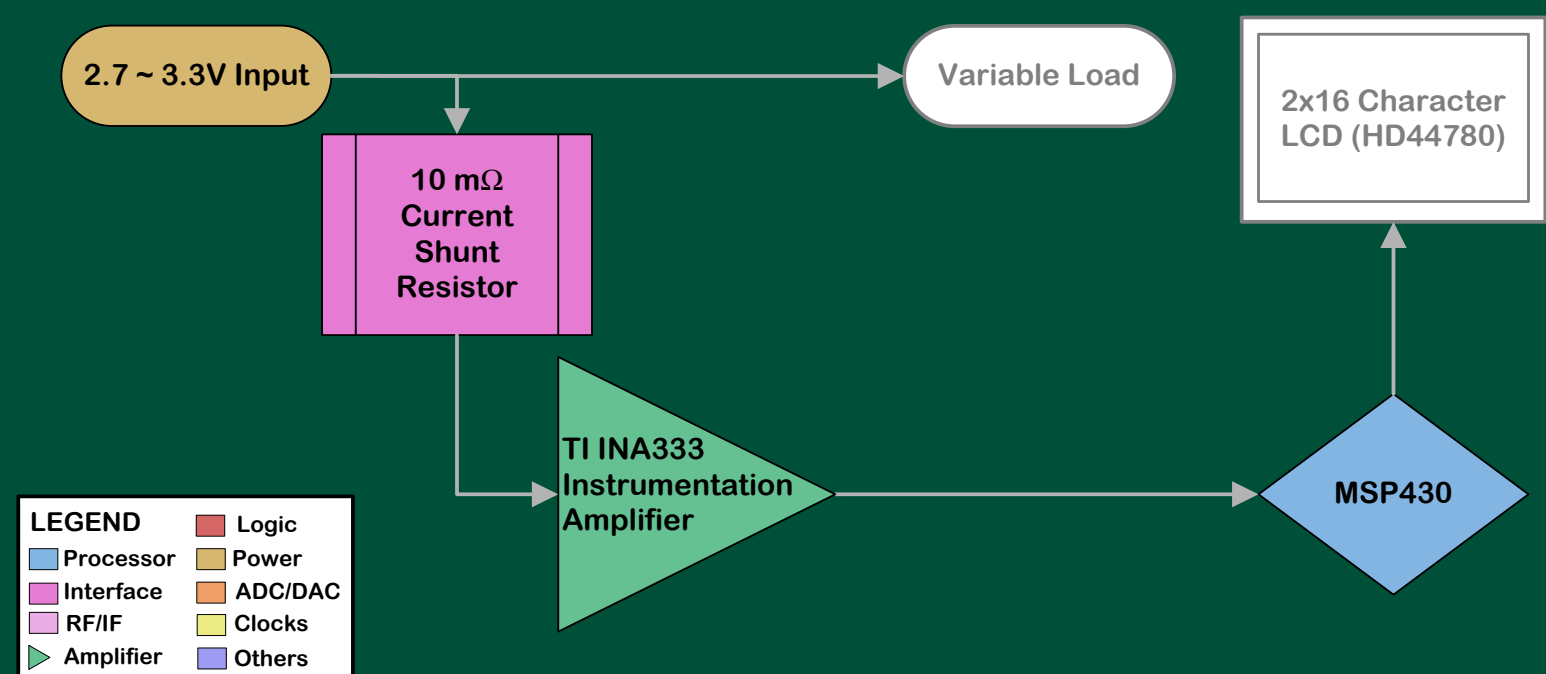 2.7 ~ 3.3V Input
Variable Load
2x16 Character
LCD (HD44780)
10 mΩ
Current
Shunt
Resistor
TI INA333
Instrumentation
Amplifier
MSP430
LEGEND
Logic
Processor
Power
Interface
ADC/DAC
RF/IF
Clocks
Amplifier
Others